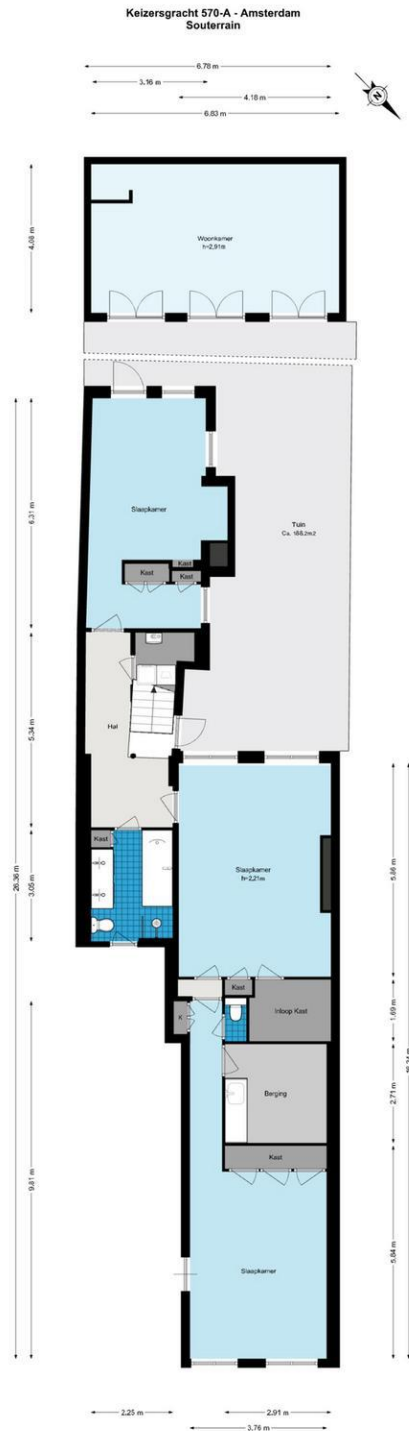 Keizersgracht 570-A - Amsterdam
Souterrain
6.78 m
3.16 m
4.18 m
6.83 m
N
4.08 m
Woonkamer
h=2,91m
6.31 m
Slaapkamer
Tuin
Kast
Kast
Kast
5.34 m
Hal
26.36 m
3.05 m
Kast
Slaapkamer
h=2,21m
5.86 m
Kast
Inloop Kast
1.69 m
K
Berging
2.71 m
9.81 m
Kast
Slaapkamer
5.84 m
2.25 m
2.91 m
3.76 m